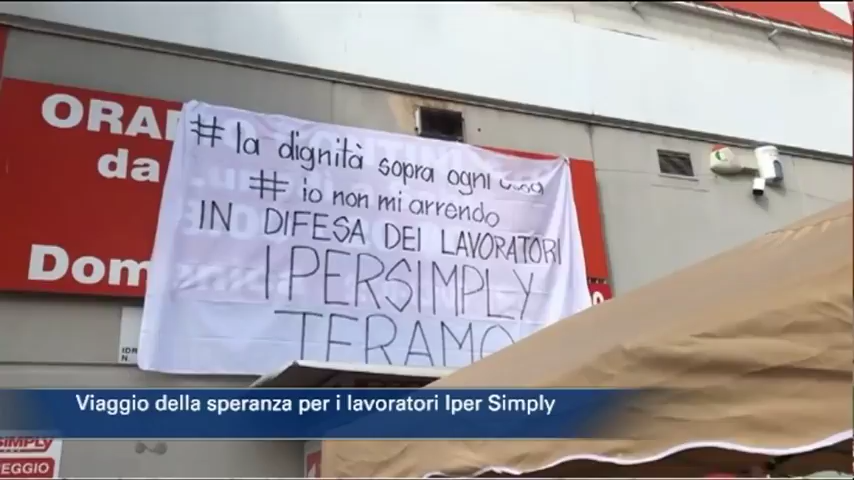 ORA
da
Dom
# la dignità sopra ogni cosa
# io non mi arrendo
IN DIFESA DEI LAVORATORI
IPERSIMPLY
TERAMO
IDR
N.
Viaggio della speranza per i lavoratori Iper Simply
SIMPLY
EGGIO